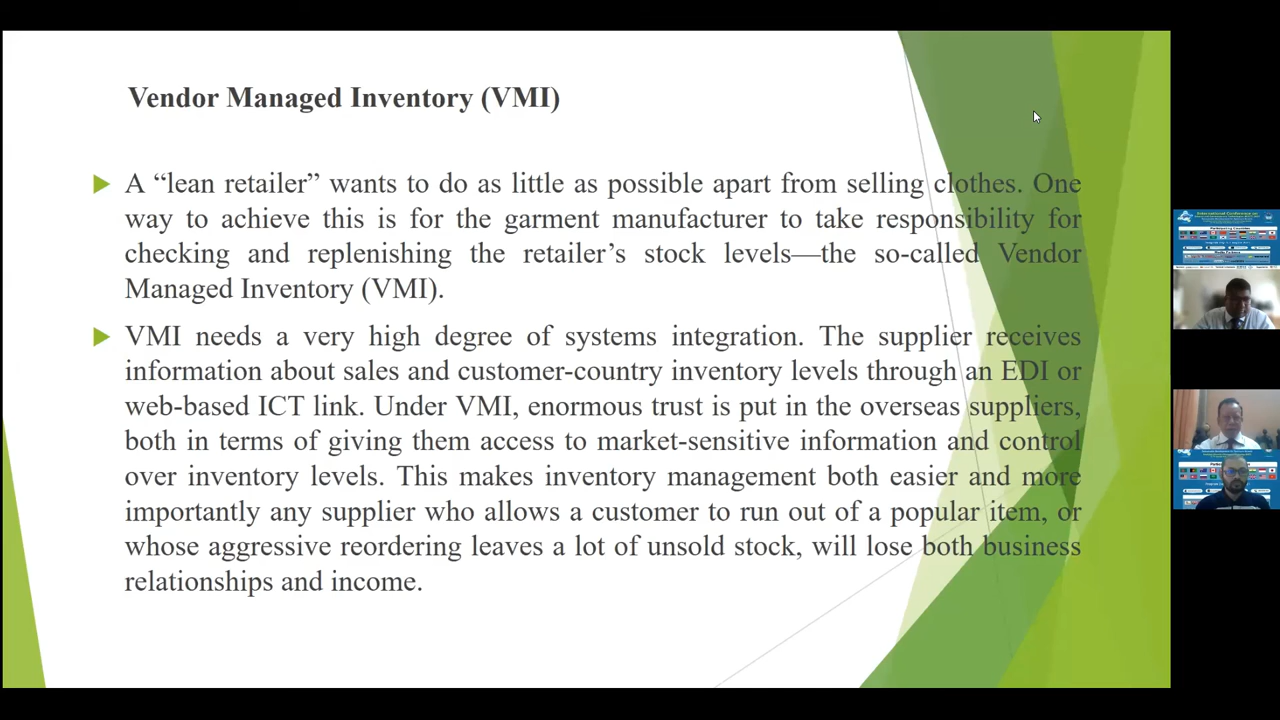 Vendor Managed Inventory (VMI)
A “lean retailer” wants to do as little as possible apart from selling clothes. One
way to achieve this is for the garment manufacturer to take responsibility for
checking and replenishing the retailer’s stock levels—the so-called Vendor
Managed Inventory (VMI).
VMI needs a very high degree of systems integration. The supplier receives
information about sales and customer-country inventory levels through an EDI or
web-based ICT link. Under VMI, enormous trust is put in the overseas suppliers,
both in terms of giving them access to market-sensitive information and control
over inventory levels. This makes inventory management both easier and more
importantly any supplier who allows a customer to run out of a popular item, or
whose aggressive reordering leaves a lot of unsold stock, will lose both business
relationships and income.
International Conference on
Participating Countries